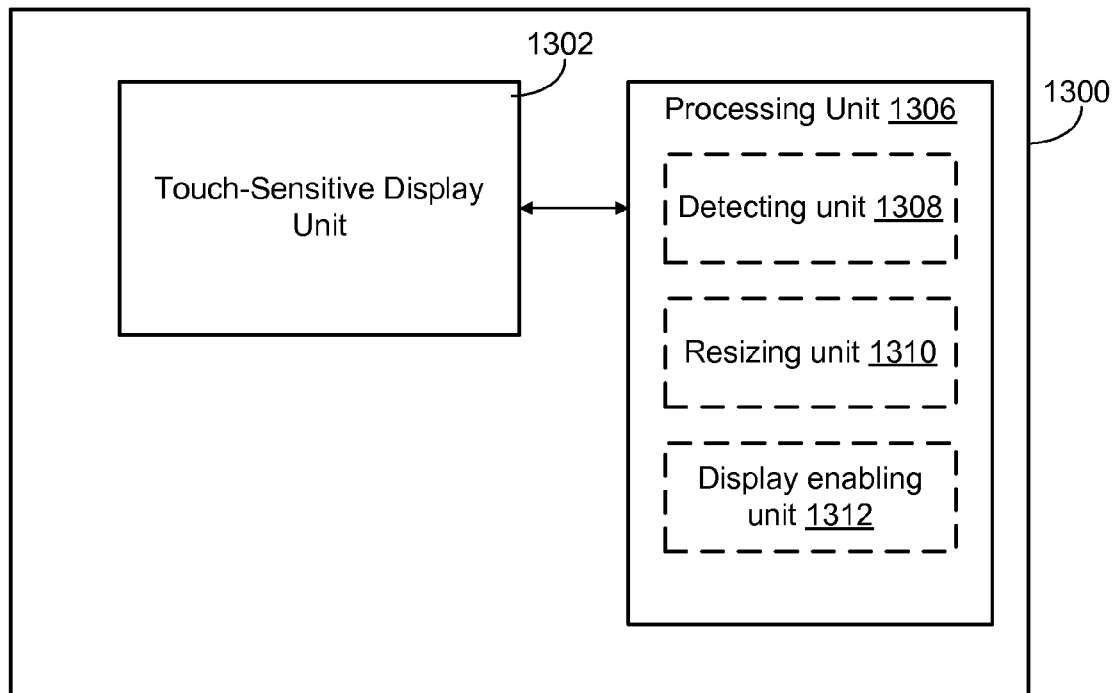 1302
1300
Touch-Sensitive Display
Unit
Processing Unit 1306
Detecting unit 1308
Resizing unit 1310
Display enabling
unit 1312